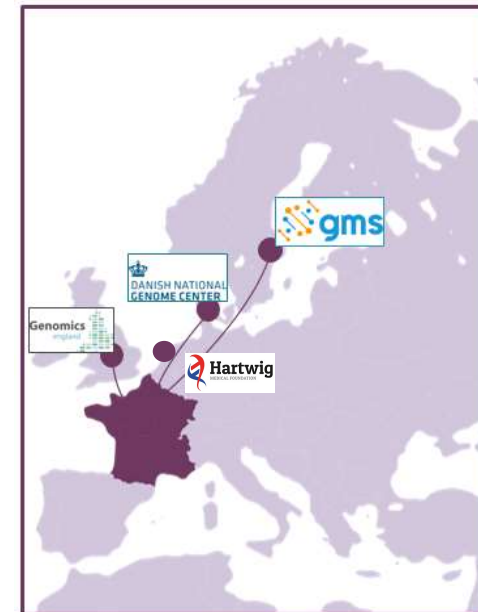 gms
DANISH NATIONAL
GENOME CENTER
Genomics
england
Hartwig
MEDICAL FOUNDATION